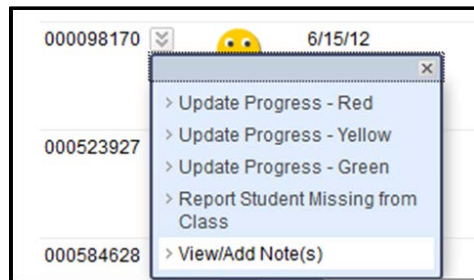 000098170 6/15/12
> Update Progress - Red
> Update Progress - Yellow
000523927
> Update Progress - Green
> Report Student Missing from
Class
000584628
> View/Add Note(s)